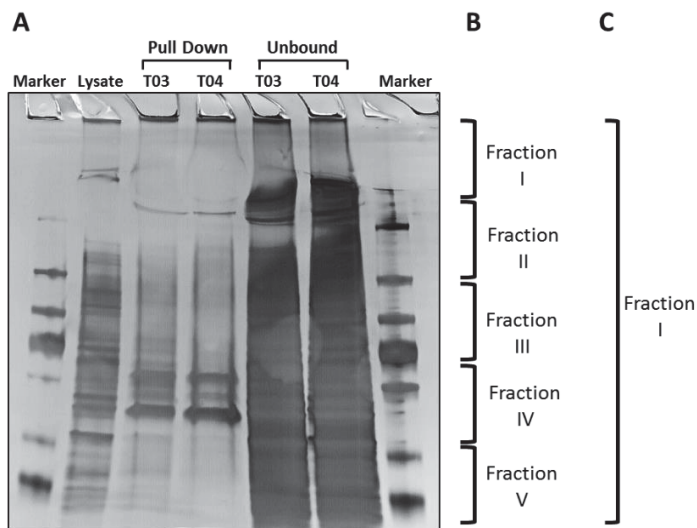 A
B
C
Pull Down
Unbound
Marker Lysate T03 T04 T03 T04 Marker
Fraction
I
Fraction
II
Fraction
III
Fraction
IV
Fraction
V
Fraction
I